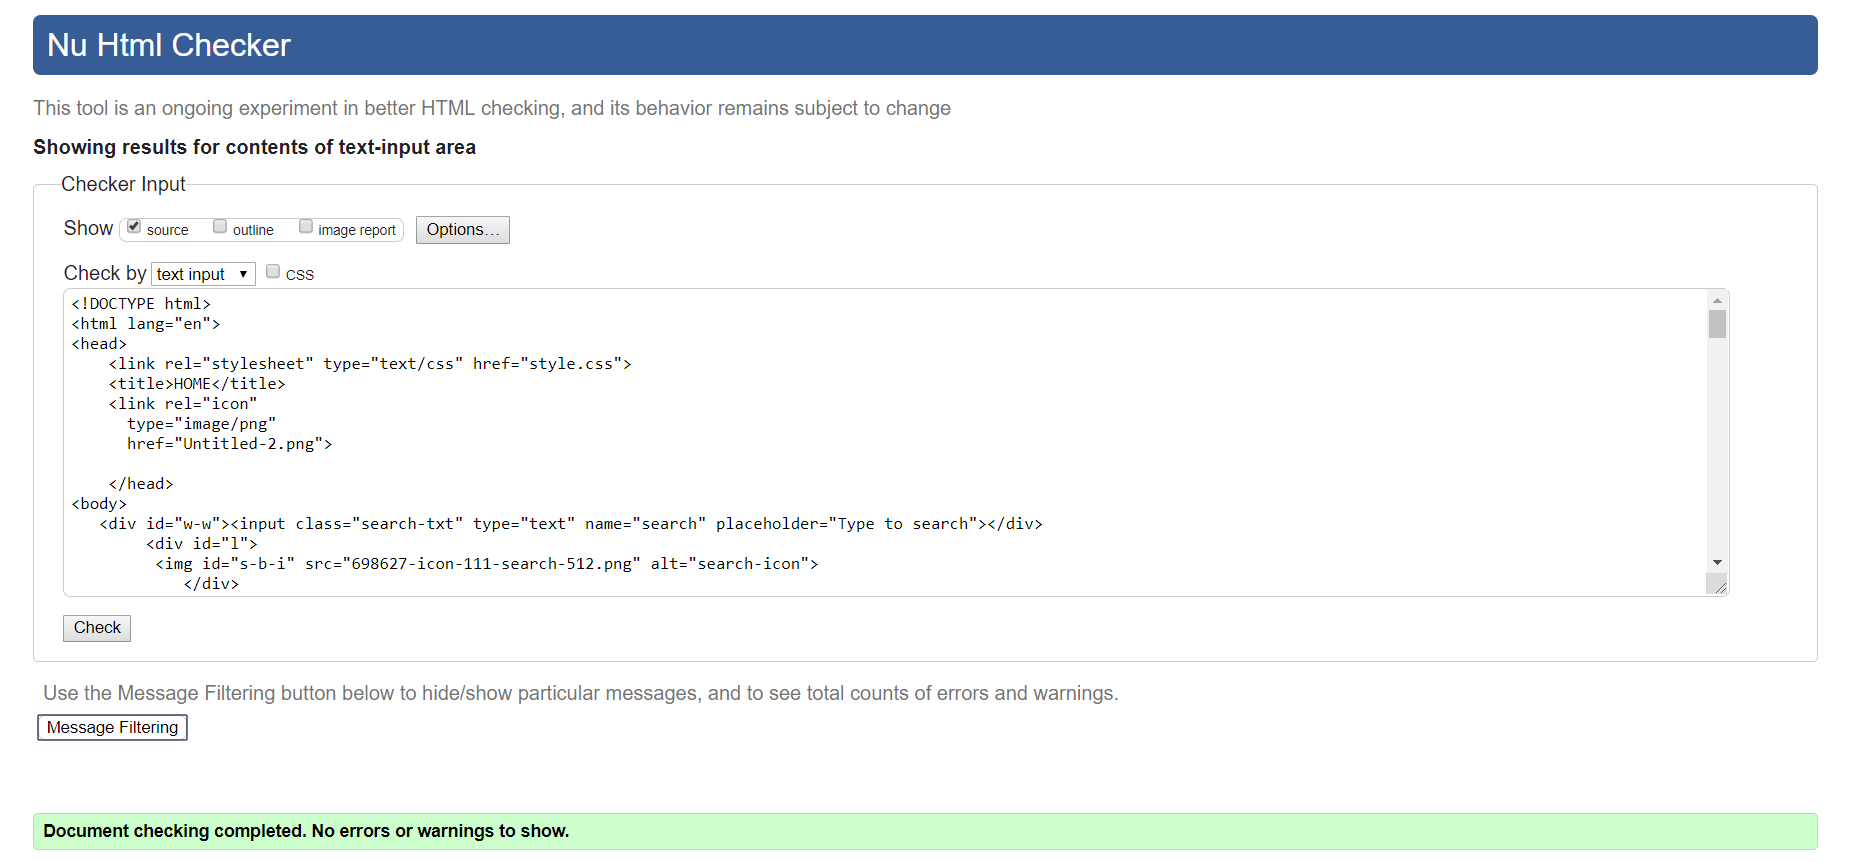 Nu Html Checker
This tool is an ongoing experiment in better HTML checking, and its behavior remains subject to change
Showing results for contents of text-input area
Checker Input
Show source outline image report Options...
Check by text input CSS
<!DOCTYPE html>
<html lang="en">
<head>
    <link rel="stylesheet" type="text/css" href="style.css">
    <title>HOME</title>
    <link rel="icon"
      type="image/png"
      href="Untitled-2.png">
    </head>
<body>
   <div id="w-w"><input class="search-txt" type="text" name="search" placeholder="Type to search"></div>
        <div id="l">
         <img id="s-b-i" src="698627-icon-111-search-512.png" alt="search-icon">
            </div>
Check
Use the Message Filtering button below to hide/show particular messages, and to see total counts of errors and warnings.
Message Filtering
Document checking completed. No errors or warnings to show.